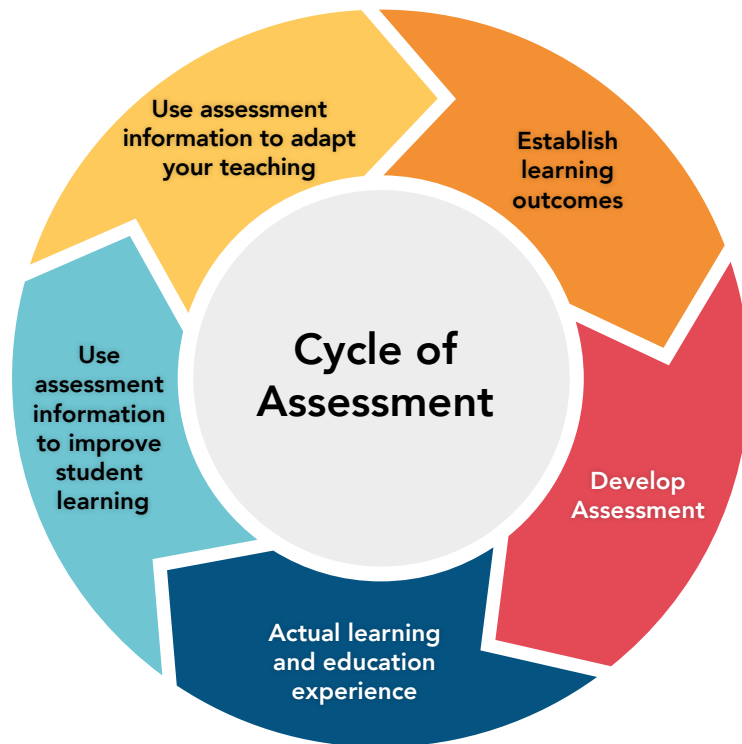 Cycle of
Assessment
Establish
learning
outcomes
Develop
Assessment
Actual learning
and education
experience
Use
assessment
information
to improve
student
learning
Use assessment
information to adapt
your teaching